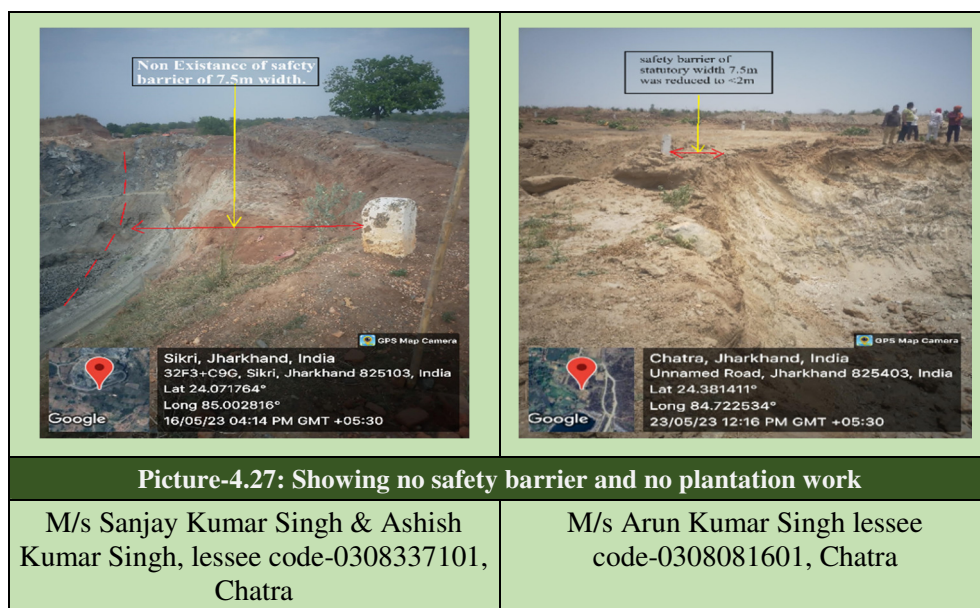 Non Existance of safety
barrier of 7.5m width.
GPS Map Camera
Google
Sikri, Jharkhand, India
32F3+C9G, Sikri, Jharkhand 825103, India
Lat 24.071764°
Long 85.002816°
16/05/23 04:14 PM GMT +05:30
safety barrier of
statutory width 7.5m
was reduced to <2m
GPS Map Camera
Google
Chatra, Jharkhand, India
Unnamed Road, Jharkhand 825403, India
Lat 24.381411°
Long 84.722534°
23/05/23 12:16 PM GMT +05:30
Picture-4.27: Showing no safety barrier and no plantation work
M/s Sanjay Kumar Singh & Ashish
Kumar Singh, lessee code-0308337101,
Chatra
M/s Arun Kumar Singh lessee
code-0308081601, Chatra